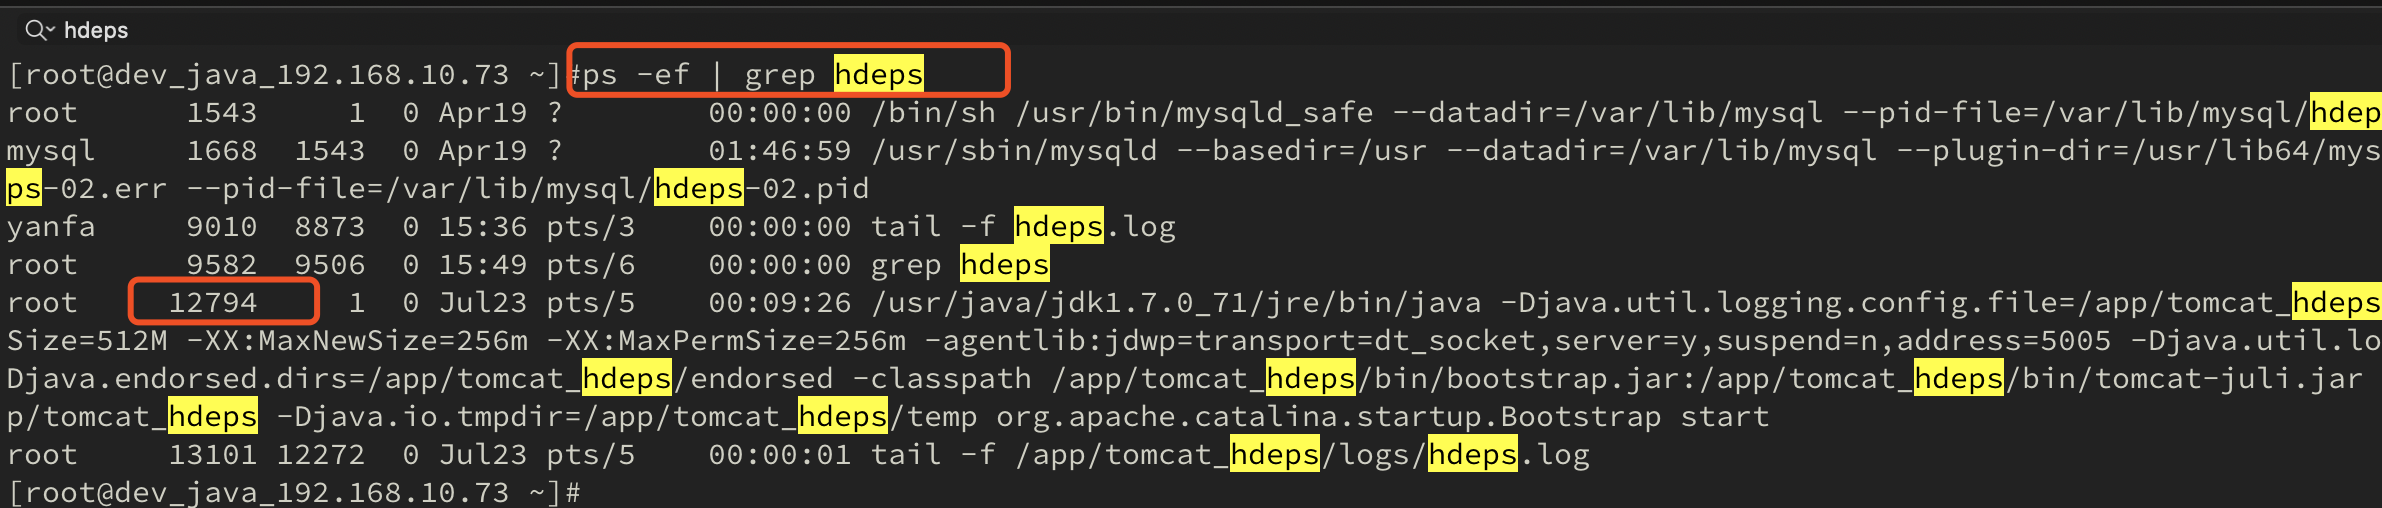 hdeps
[root@dev_java_192.168.10.73 ~]#ps -ef | grep hdeps
root      1543     1  0 Apr19 ?        00:00:00 /bin/sh /usr/bin/mysqld_safe --datadir=/var/lib/mysql --pid-file=/var/lib/mysql/hdep
mysql     1668  1543  0 Apr19 ?        01:46:59 /usr/sbin/mysqld --basedir=/usr --datadir=/var/lib/mysql --plugin-dir=/usr/lib64/mys
ps-02.err --pid-file=/var/lib/mysql/hdeps-02.pid
yanfa     9010  8873  0 15:36 pts/3    00:00:00 tail -f hdeps.log
root      9582  9506  0 15:49 pts/6    00:00:00 grep hdeps
root     12794     1  0 Jul23 pts/5    00:09:26 /usr/java/jdk1.7.0_71/jre/bin/java -Djava.util.logging.config.file=/app/tomcat_hdeps
Size=512M -XX:MaxNewSize=256m -XX:MaxPermSize=256m -agentlib:jdwp=transport=dt_socket,server=y,suspend=n,address=5005 -Djava.util.lo
Djava.endorsed.dirs=/app/tomcat_hdeps/endorsed -classpath /app/tomcat_hdeps/bin/bootstrap.jar:/app/tomcat_hdeps/bin/tomcat-juli.jar
p/tomcat_hdeps -Djava.io.tmpdir=/app/tomcat_hdeps/temp org.apache.catalina.startup.Bootstrap start
root     13101 12272  0 Jul23 pts/5    00:00:01 tail -f /app/tomcat_hdeps/logs/hdeps.log
[root@dev_java_192.168.10.73 ~]#